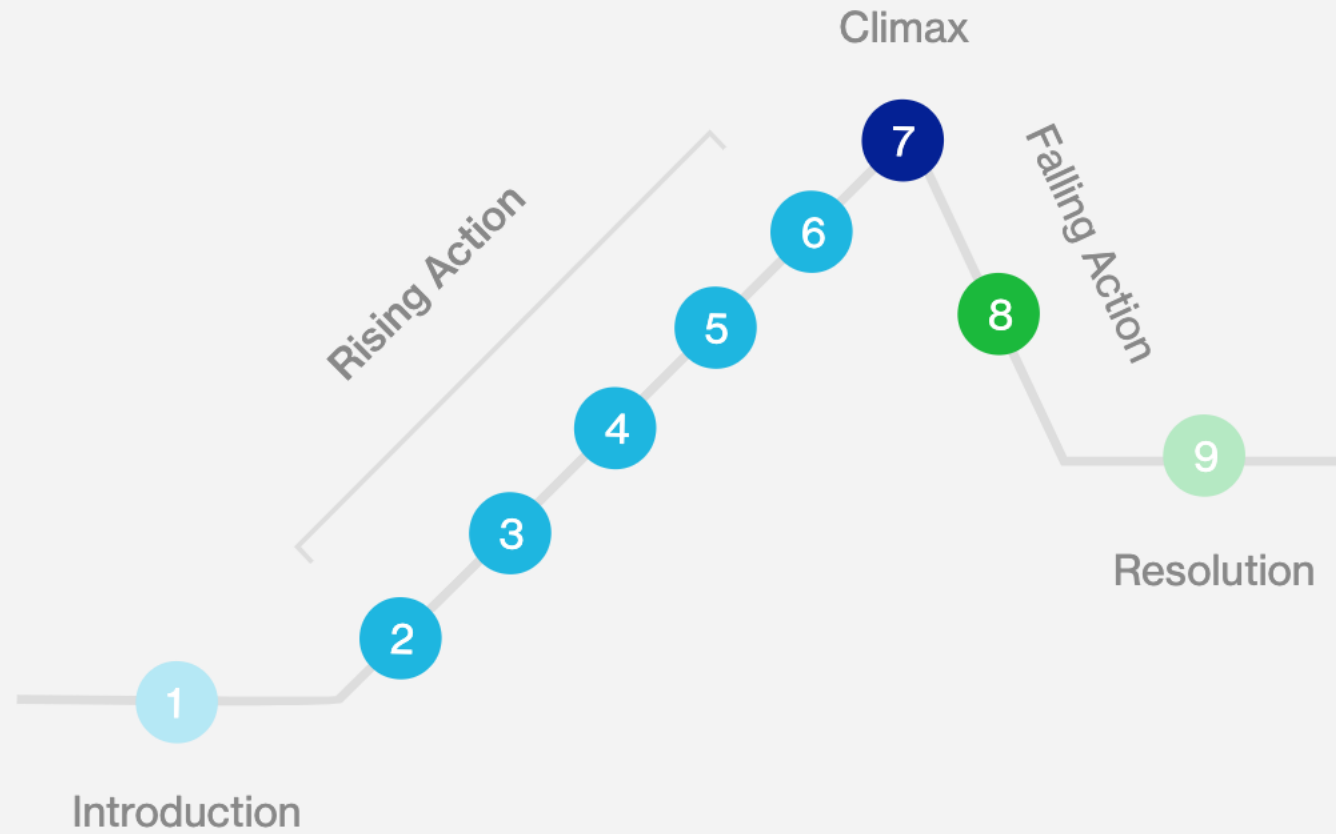 Climax
7
Falling Action
Rising Action
6
8
5
4
9
3
Resolution
2
1
Introduction